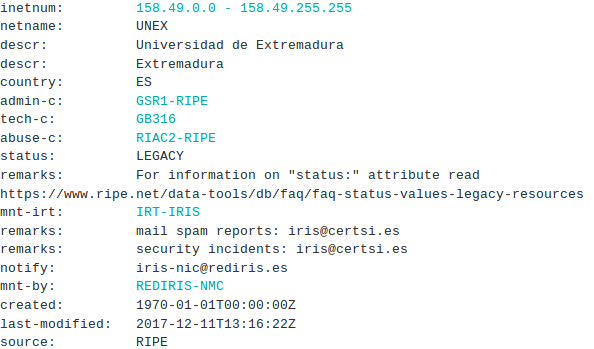 inetnum: 158.49.0.0 - 158.49.255.255
netname: UNEX
descr: Universidad de Extremadura
descr: Extremadura
country: ES
admin-c: GSR1-RIPE
tech-c: GB316
abuse-c: RIAC2-RIPE
status: LEGACY
remarks: For information on "status:" attribute read
https://www.ripe.net/data-tools/db/faq/faq-status-values-legacy-resources
mnt-irt: IRT-IRIS
remarks: mail spam reports: iris@certsi.es
remarks: security incidents: iris@certsi.es
notify: iris-nic@rediris.es
mnt-by: REDIRIS-NMC
created: 1970-01-01T00:00:00Z
last-modified: 2017-12-11T13:16:22Z
source: RIPE